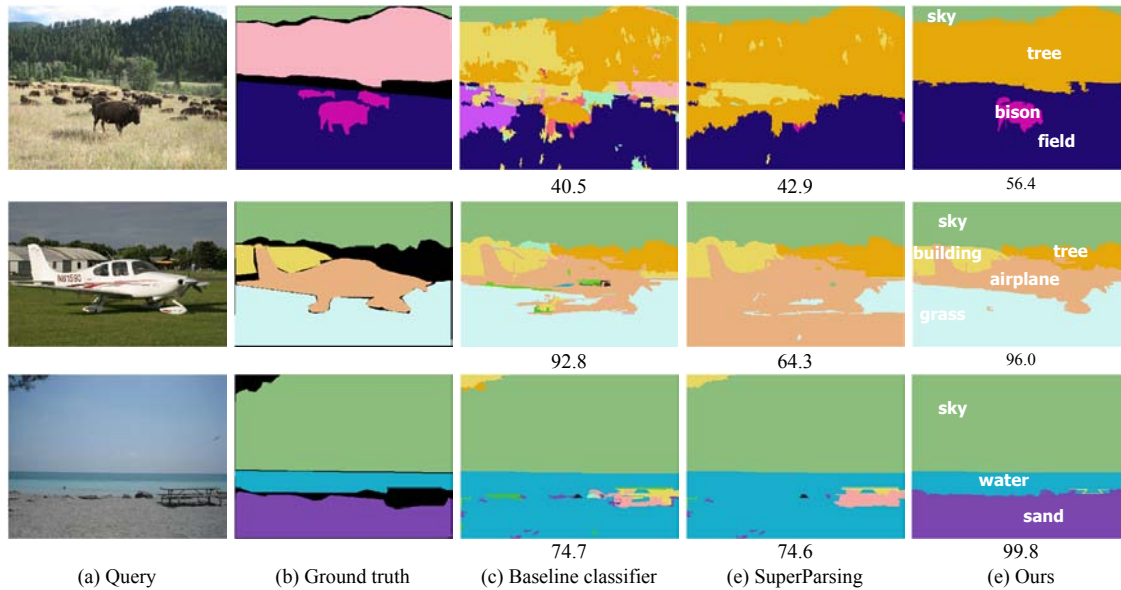 sky
tree
bison
field
40.5
42.9
56.4
sky
building
tree
airplane
grass
N61590
92.8
64.3
96.0
sky
water
sand
74.7
74.6
99.8
(a) Query
(b) Ground truth
(c) Baseline classifier
(e) SuperParsing
(e) Ours